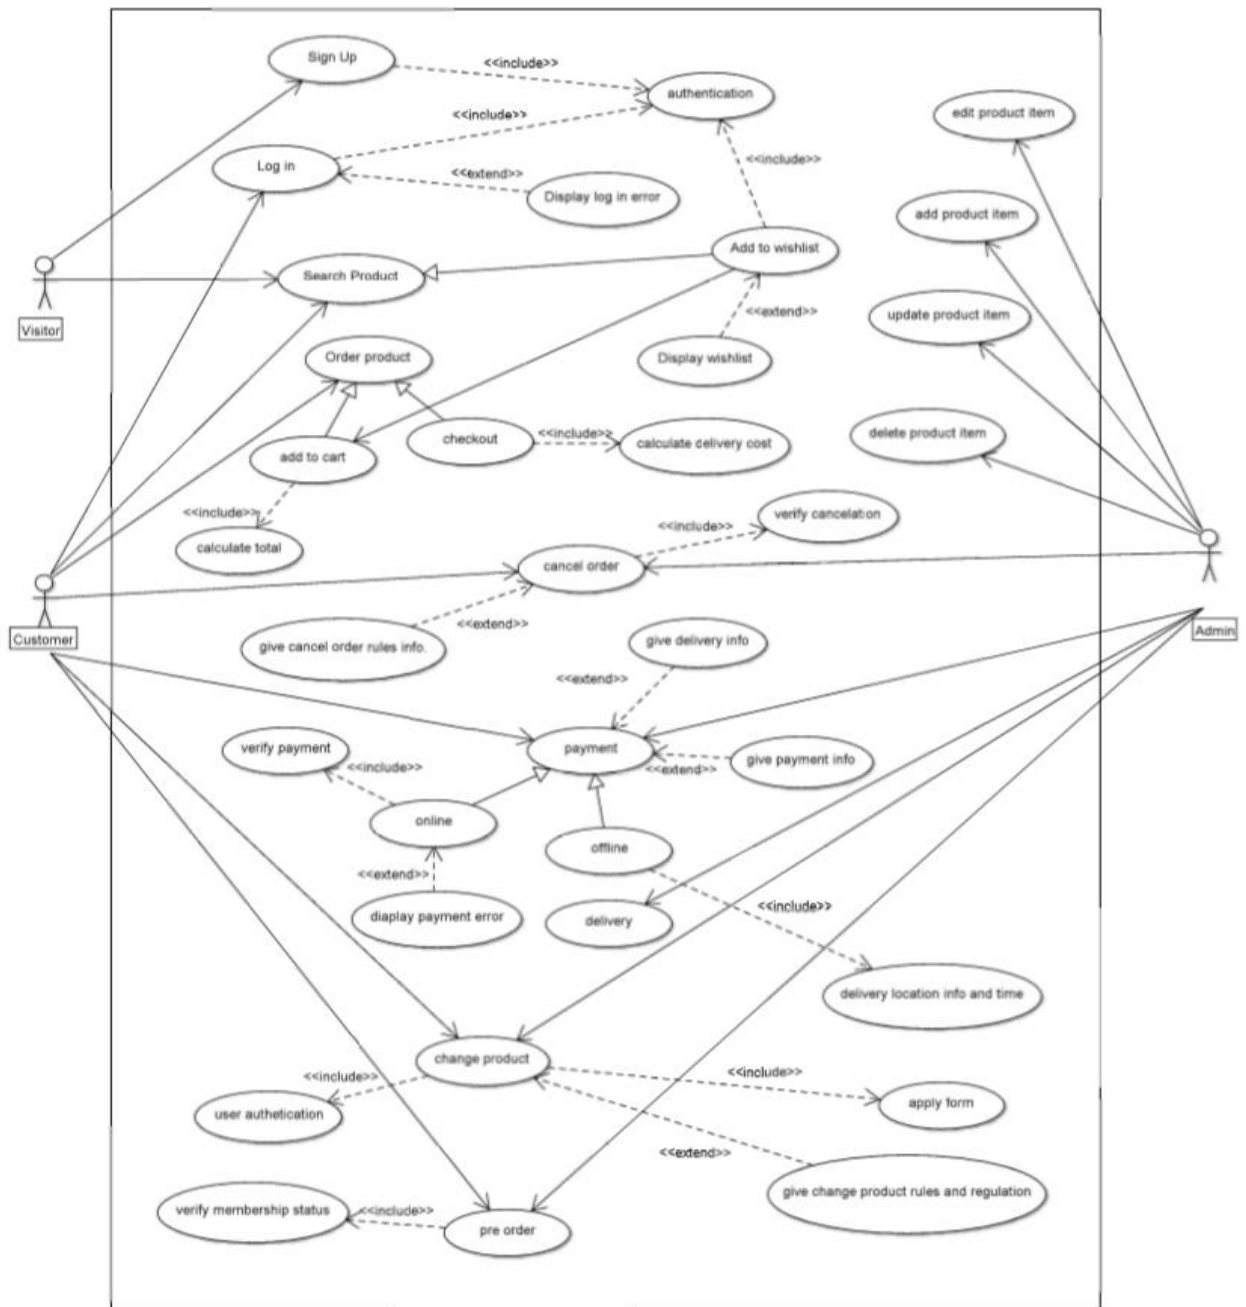 Sign Up
<<include>>
authentication
edit product item
<<include>>
Log in
<<include>>
<<extend>>
Display log in error
add product item
Add to wishlist
Search Product
Visitor
<<extend>>
update product item
Order product
Display wishlist
checkout
<<include>>
calculate delivery cost
delete product item
add to cart
<<include>>
calculate total
verify cancelation
<<include>>
cancel order
Customer
<<extend>>
give cancel order rules info.
give delivery info
Admin
<<extend>>
verify payment
<<include>>
payment
<<extend>>
give payment info
online
offline
<<extend>>
diaplay payment error
delivery
<<include>>
delivery location info and time
change product
<<include>>
<<include>>
user authetication
apply form
<<extend>>
give change product rules and regulation
verify membership status
<<include>>
pre order